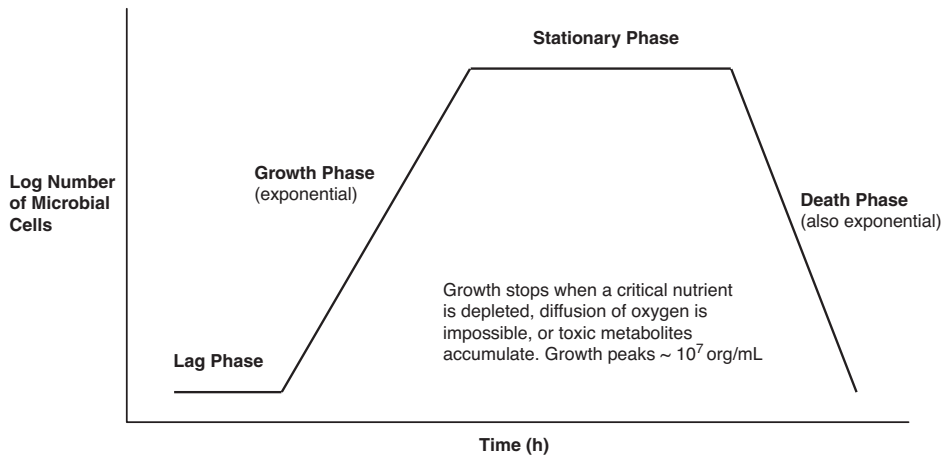 Stationary Phase
Growth Phase
(exponential)
Log Number
of Microbial
Cells
Death Phase
(also exponential)
Growth stops when a critical nutrient
is depleted, diffusion of oxygen is
impossible, or toxic metabolites
accumulate. Growth peaks ~ 10⁷ org/mL
Lag Phase
Time (h)